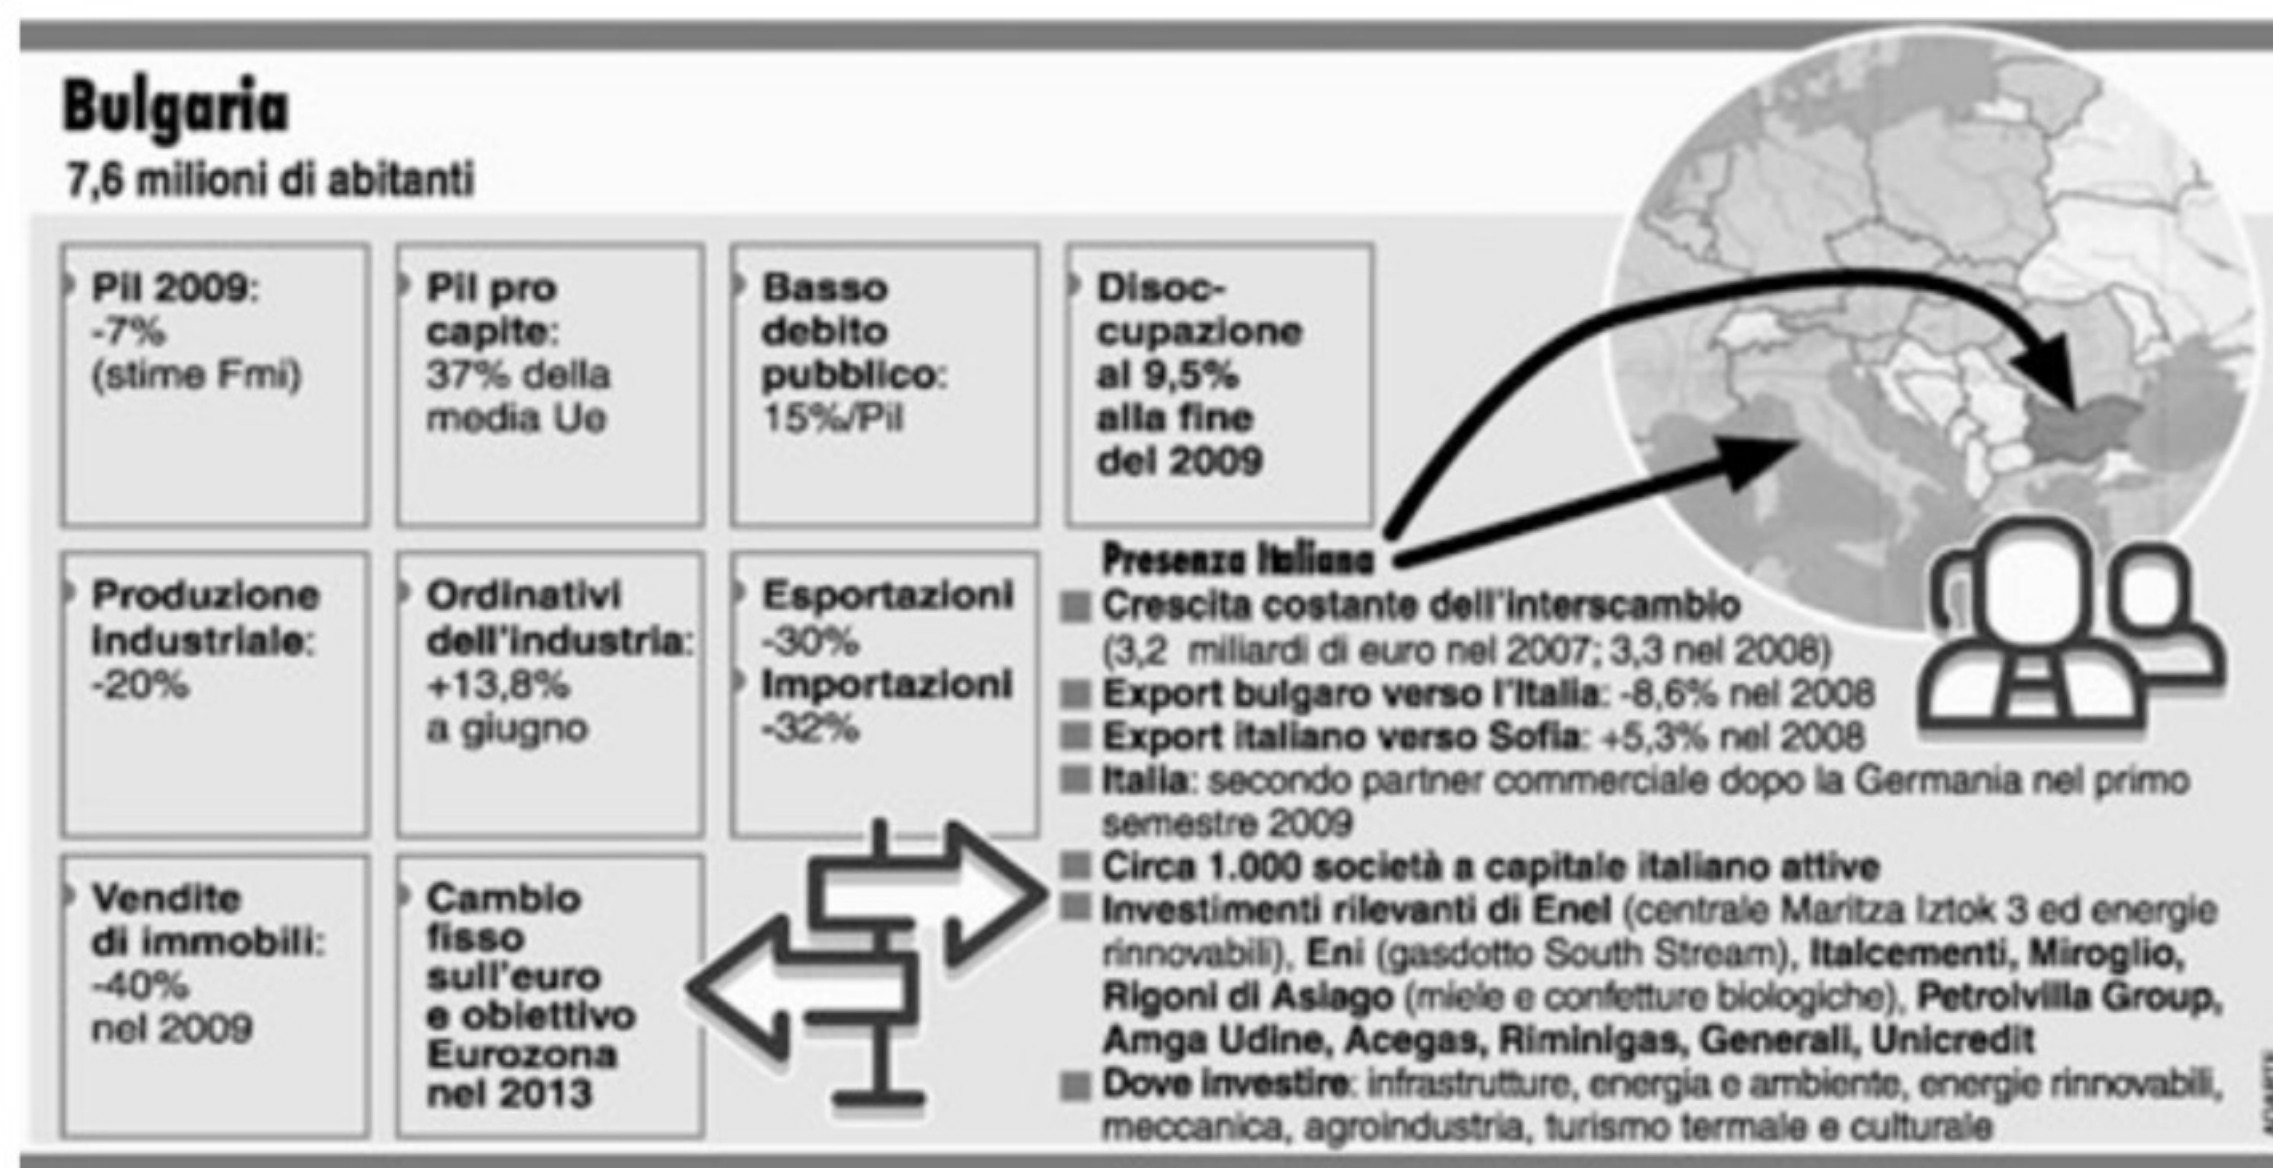 Bulgaria
7,6 milioni di abitanti
Pil 2009:
-7%
(stime Fmi)
Pil pro
capite:
37% della
media Ue
Basso
debito
pubblico:
15%/Pil
Disoc-
cupazione
al 9,5%
alla fine
del 2009
Produzione
industriale:
-20%
Ordinativi
dell'industria:
+13,8%
a giugno
Esportazioni
-30%
Importazioni
-32%
Vendite
di immobili:
-40%
nel 2009
Cambio
fisso
sull'euro
e obiettivo
Eurozona
nel 2013
Presenza Italiana
Crescita costante dell'interscambio
(3,2 miliardi di euro nel 2007; 3,3 nel 2008)
Export bulgaro verso l'Italia: -8,6% nel 2008
Export italiano verso Sofia: +5,3% nel 2008
Italia: secondo partner commerciale dopo la Germania nel primo
semestre 2009
Circa 1.000 società a capitale italiano attive
Investimenti rilevanti di Enel (centrale Maritza Iztok 3 ed energie
rinnovabili), Eni (gasdotto South Stream), Italcementi, Miroglio,
Rigoni di Asiago (miele e confetture biologiche), Petrolvilla Group,
Amga Udine, Acegas, Riminigas, Generali, Unicredit
Dove investire: infrastrutture, energia e ambiente, energie rinnovabili,
meccanica, agroindustria, turismo termale e culturale